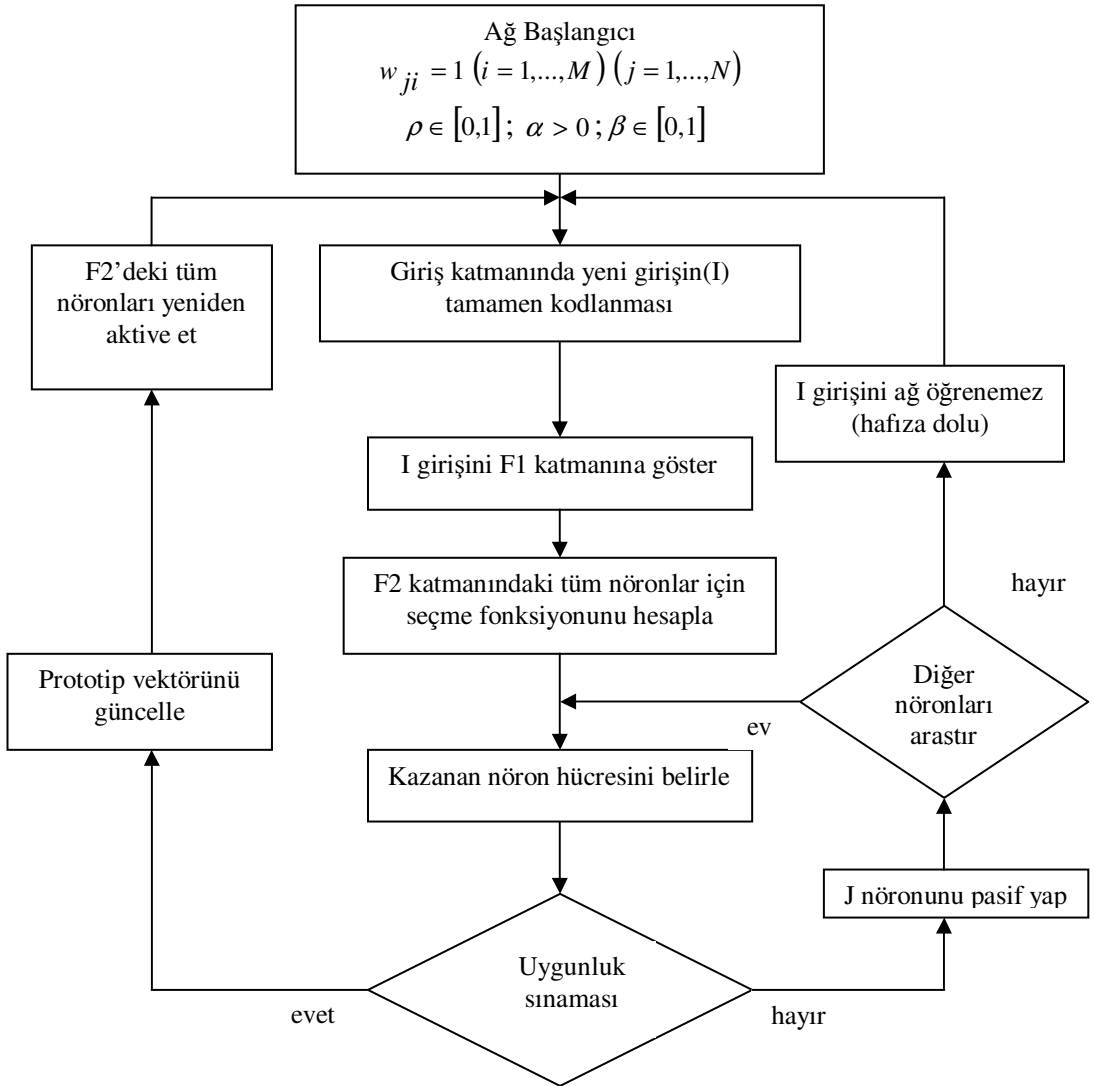 Ağ Başlangıcı
w ji = 1 (i = 1,...,M) (j = 1,...,N)
ρ ∈ [0,1] ; α > 0 ; β ∈ [0,1]
F2’deki tüm
nöronları yeniden
aktive et
Giriş katmanında yeni girişin(I)
tamamen kodlanması
I girişini ağ öğrenemez
(hafıza dolu)
I girişini F1 katmanına göster
F2 katmanındaki tüm nöronlar için
seçme fonksiyonunu hesapla
hayır
Prototip vektörünü
güncelle
Diğer
nöronları
arastır
ev
Kazanan nöron hücresini belirle
J nöronunu pasif yap
Uygunluk
sınaması
evet
hayır